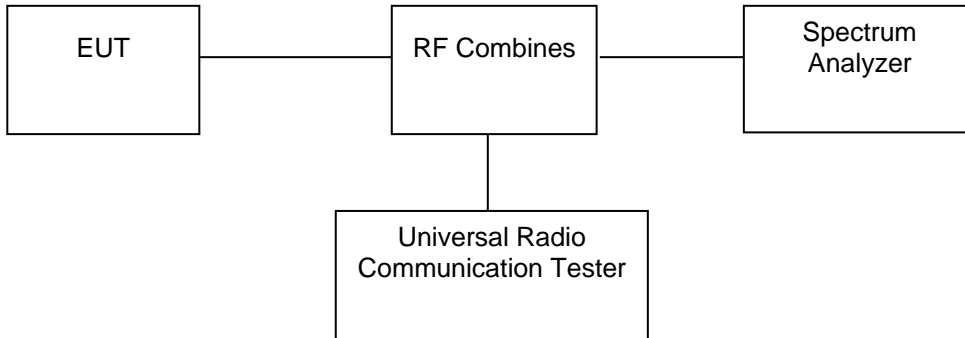 EUT
RF Combines
Spectrum
Analyzer
Universal Radio
Communication Tester